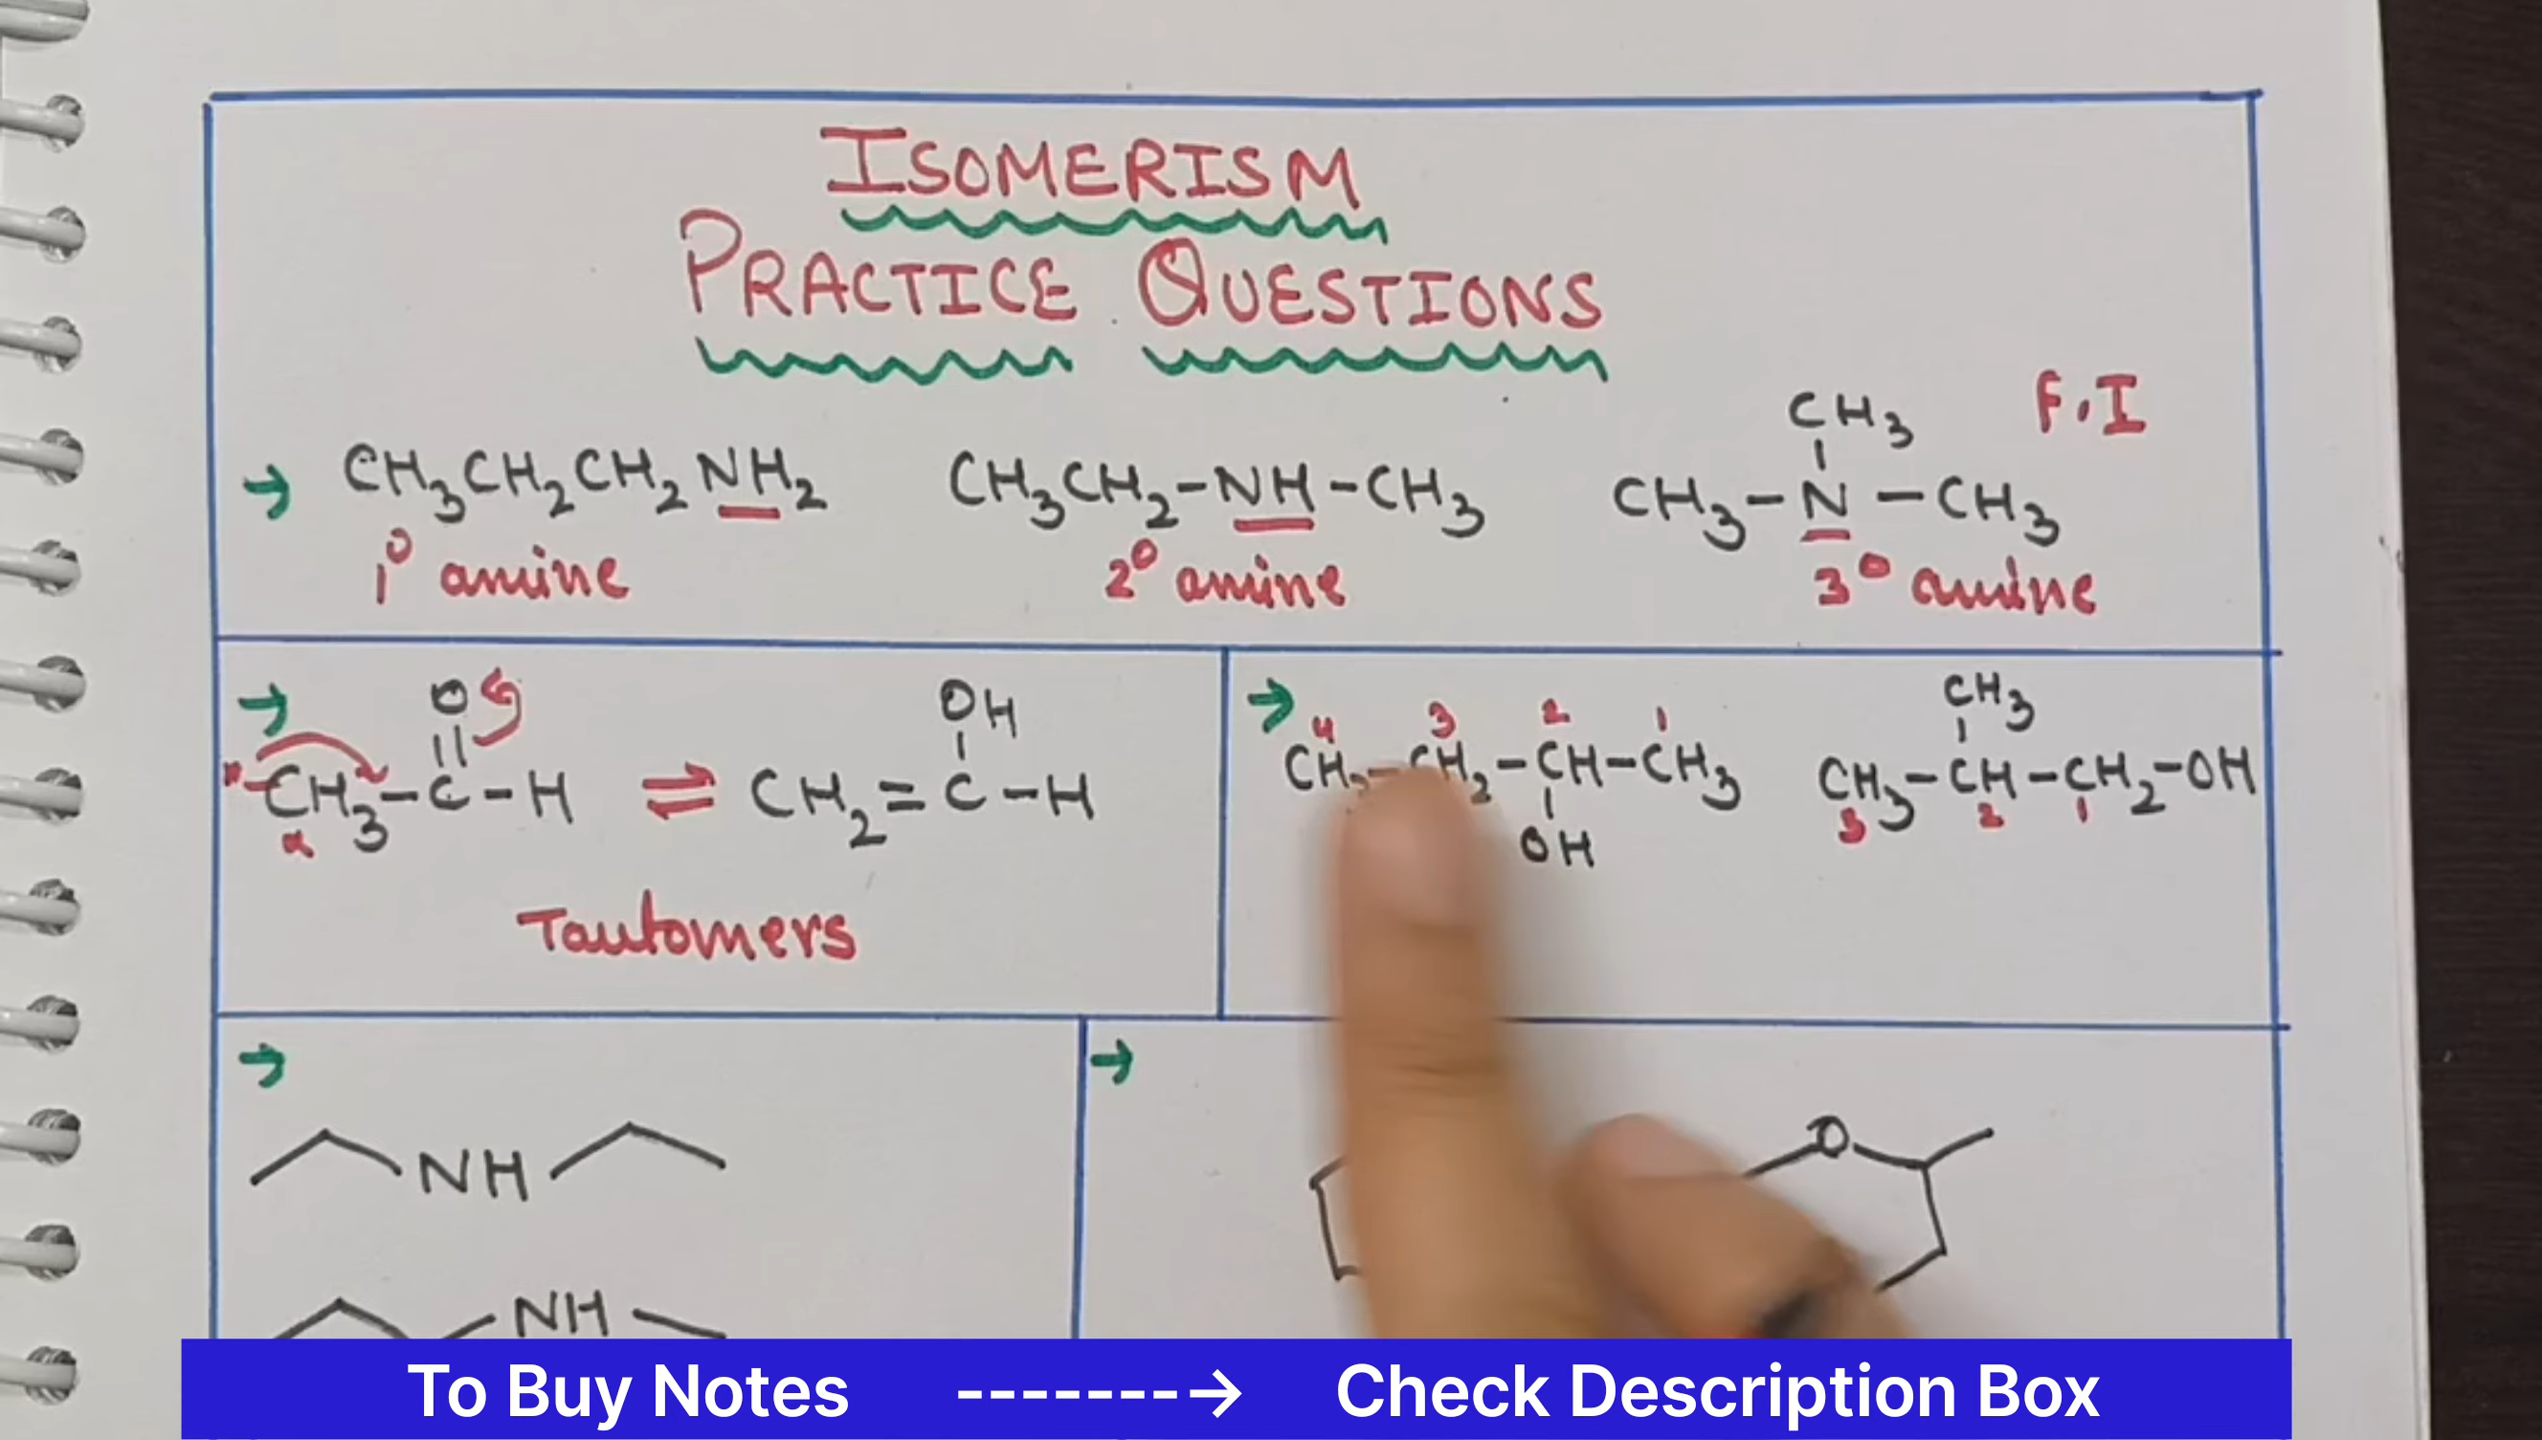 ISOMERISM
PRACTICE QUESTIONS
F.I
→ CH3CH2CH2NH2 CH3CH2-NH-CH3 CH3-N-CH3
CH3
1° amine 2° amine 3° amine
→ O OH
CH3-C-H ⇌ CH2=C-H
α
Tautomers
→ 4 3 2 1
CH3-CH2-CH-CH3
OH
CH3
CH3-CH-CH2-OH
3 2 1
→ NH
NH
→ O
To Buy Notes -------→ Check Description Box